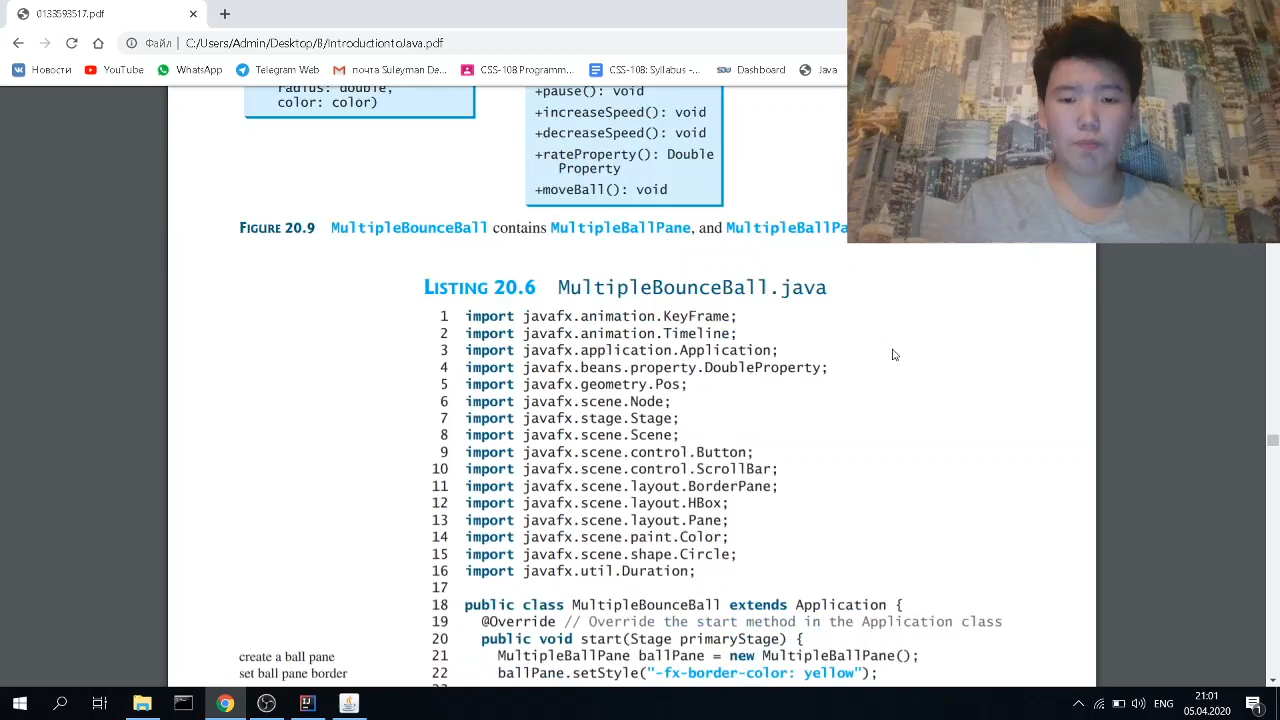 0133593517.pdf
Файл | C:/Users/Admin/Desktop/8/IntroductiontoJava.pdf
Новости YouTube WhatsApp Telegram Web почта Suleyman De... CSS-108 Programm... CSS-108: Syllabus -... Dashboard Java
radius: double,
color: color)
+pause(): void
+increaseSpeed(): void
+decreaseSpeed(): void
+rateProperty(): Double
Property
+moveBall(): void
FIGURE 20.9 MultipleBounceBall contains MultipleBallPane, and MultipleBallPa
LISTING 20.6 MultipleBounceBall.java
1 import javafx.animation.KeyFrame;
2 import javafx.animation.Timeline;
3 import javafx.application.Application;
4 import javafx.beans.property.DoubleProperty;
5 import javafx.geometry.Pos;
6 import javafx.scene.Node;
7 import javafx.stage.Stage;
8 import javafx.scene.Scene;
9 import javafx.scene.control.Button;
10 import javafx.scene.control.ScrollBar;
11 import javafx.scene.layout.BorderPane;
12 import javafx.scene.layout.HBox;
13 import javafx.scene.layout.Pane;
14 import javafx.scene.paint.Color;
15 import javafx.scene.shape.Circle;
16 import javafx.util.Duration;
17
18 public class MultipleBounceBall extends Application {
19 @Override // Override the start method in the Application class
20 public void start(Stage primaryStage) {
create a ball pane 21 MultipleBallPane ballPane = new MultipleBallPane();
set ball pane border 22 ballPane.setStyle("-fx-border-color: yellow");
ENG
21:01
05.04.2020